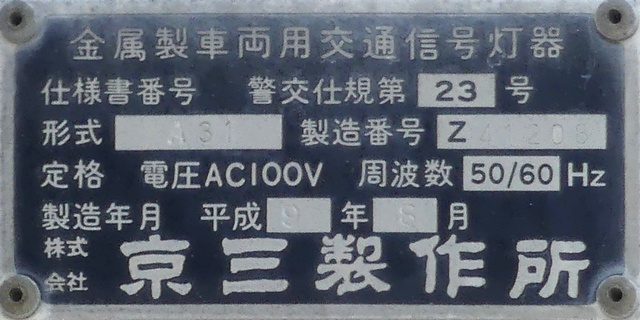 金属製車両用交通信号灯器
仕様書番号 警交仕規第 23 号
形式 A31 製造番号 Z
定格 電圧AC100V 周波数 50/60 Hz
製造年月 平成 9 年 8 月
株式会社 京三製作所